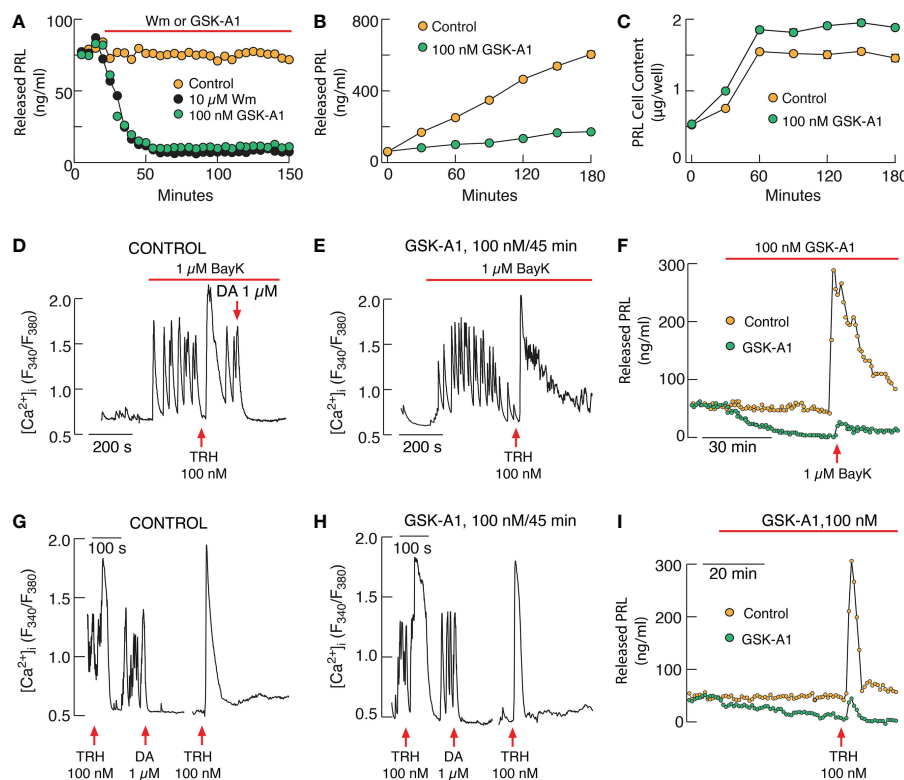 A
Wm or GSK-A1
Released PRL
(ng/ml)
100
50
0
Control
10 µM Wm
100 nM GSK-A1
0
50
100
150
Minutes
B
Released PRL
(ng/ml)
800
400
0
Control
100 nM GSK-A1
0
60
120
180
Minutes
C
PRL Cell Content
(µg/well)
2
1
0
Control
100 nM GSK-A1
0
60
120
180
Minutes
D
CONTROL
1 µM BayK
DA 1 µM
[Ca²⁺]i (F340/F380)
2.0
1.5
1.0
0.5
200 s
TRH
100 nM
E
GSK-A1, 100 nM/45 min
1 µM BayK
[Ca²⁺]i (F340/F380)
2.0
1.5
1.0
0.5
200 s
TRH
100 nM
F
100 nM GSK-A1
Released PRL
(ng/ml)
300
200
100
0
Control
GSK-A1
30 min
1 µM BayK
G
CONTROL
100 s
[Ca²⁺]i (F340/F380)
2.0
1.5
1.0
0.5
TRH
100 nM
DA
1 µM
TRH
100 nM
H
GSK-A1, 100 nM/45 min
100 s
[Ca²⁺]i (F340/F380)
2.0
1.5
1.0
0.5
TRH
100 nM
DA
1 µM
TRH
100 nM
I
GSK-A1,100 nM
20 min
Released PRL
(ng/ml)
300
200
100
0
Control
GSK-A1
TRH
100 nM